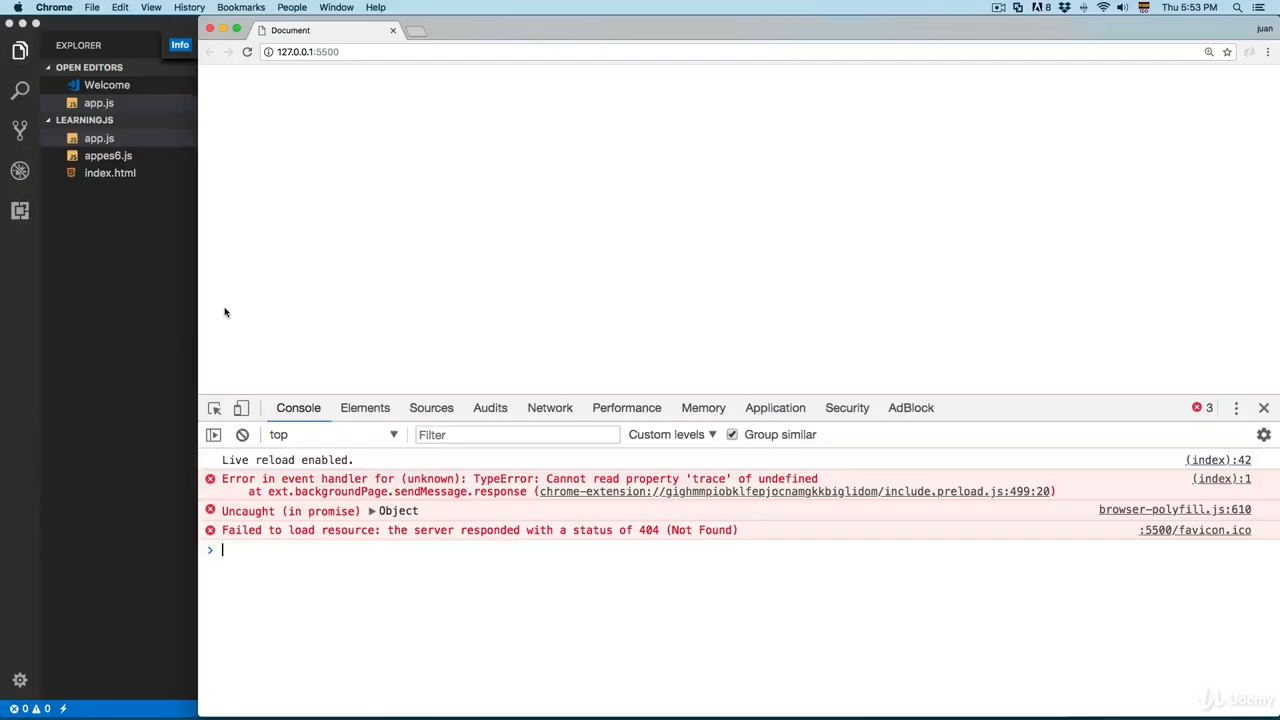 Chrome File Edit View History Bookmarks People Window Help 8 Thu 5:53 PM
Document juan
EXPLORER Info
127.0.0.1:5500
OPEN EDITORS
Welcome
app.js
LEARNINGJS
app.js
appes6.js
index.html
Console Elements Sources Audits Network Performance Memory Application Security AdBlock 3
top Filter Custom levels Group similar
Live reload enabled. (index):42
Error in event handler for (unknown): TypeError: Cannot read property 'trace' of undefined (index):1
at ext.backgroundPage.sendMessage.response (chrome-extension://gighmmpiobklfepjocnamgkkbiglidom/include.preload.js:499:20)
Uncaught (in promise) Object browser-polyfill.js:610
Failed to load resource: the server responded with a status of 404 (Not Found) :5500/favicon.ico
>
0 0
Udemy